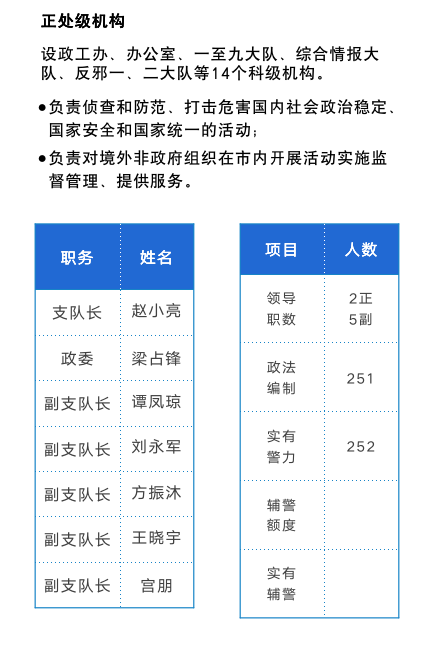 正处级机构
设政工办、办公室、一至九大队、综合情报大
队、反邪一、二大队等14个科级机构。
●负责侦查和防范、打击危害国内社会政治稳定、
国家安全和国家统一的活动；
●负责对境外非政府组织在市内开展活动实施监
督管理、提供服务。
职务 姓名
支队长 赵小亮
政委 梁占锋
副支队长 谭凤琼
副支队长 刘永军
副支队长 方振沐
副支队长 王晓宇
副支队长 宫朋
项目 人数
领导 2正
职数 5副
政法
编制 251
实有
警力 252
辅警
额度
实有
辅警